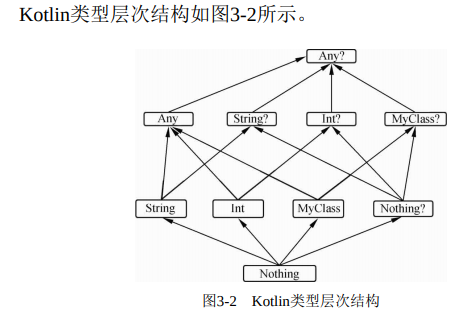 Kotlin类型层次结构如图3-2所示。
Any?
Any String? Int? MyClass?
String Int MyClass Nothing?
Nothing
图3-2 Kotlin类型层次结构